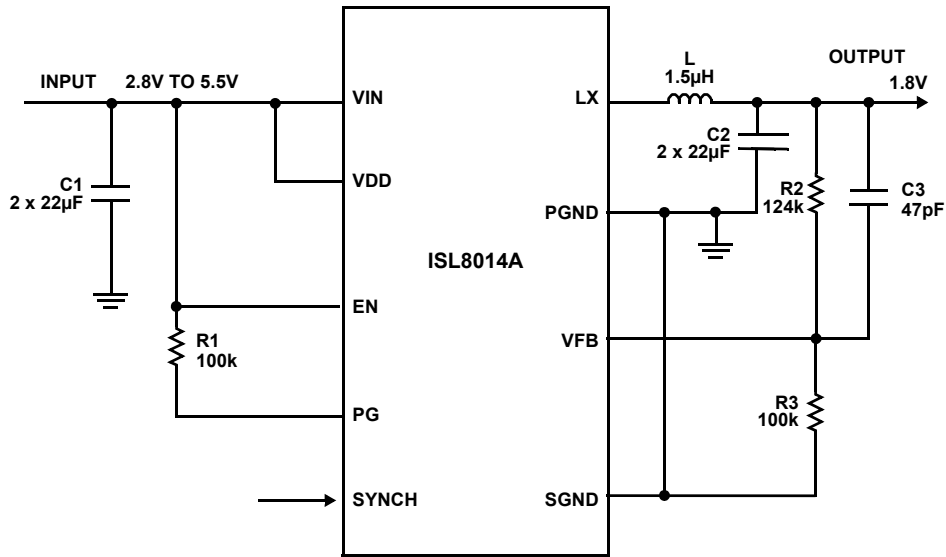 INPUT 2.8V TO 5.5V
C1
2 x 22µF
R1
100k
VIN
VDD
EN
PG
SYNCH
ISL8014A
LX
PGND
VFB
SGND
L
1.5µH
OUTPUT
1.8V
C2
2 x 22µF
R2
124k
C3
47pF
R3
100k